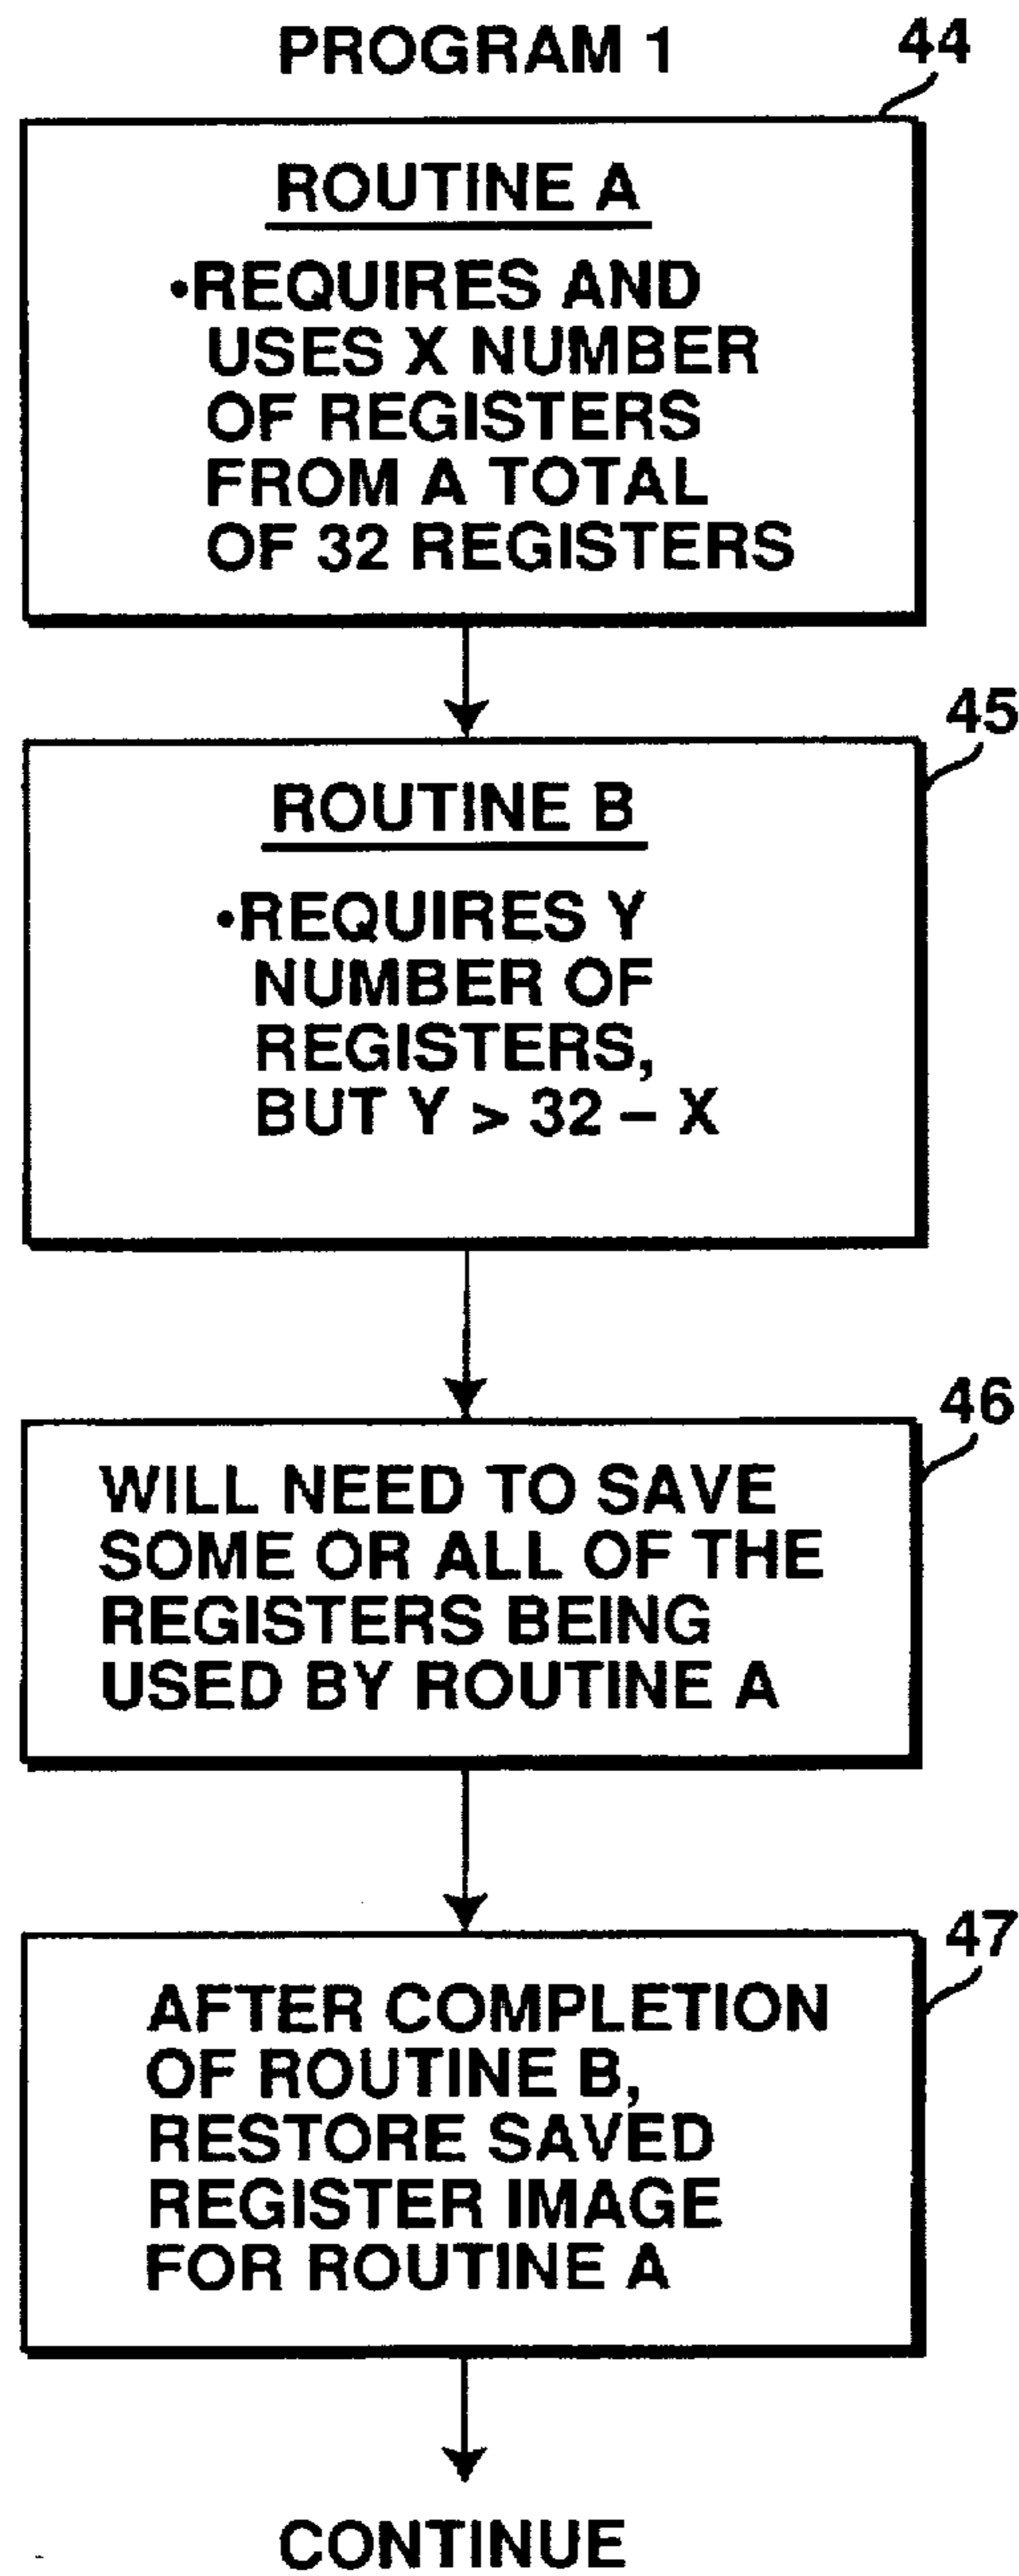 PROGRAM 1
44
ROUTINE A
•REQUIRES AND
USES X NUMBER
OF REGISTERS
FROM A TOTAL
OF 32 REGISTERS
45
ROUTINE B
•REQUIRES Y
NUMBER OF
REGISTERS,
BUT Y > 32 – X
46
WILL NEED TO SAVE
SOME OR ALL OF THE
REGISTERS BEING
USED BY ROUTINE A
47
AFTER COMPLETION
OF ROUTINE B,
RESTORE SAVED
REGISTER IMAGE
FOR ROUTINE A
CONTINUE